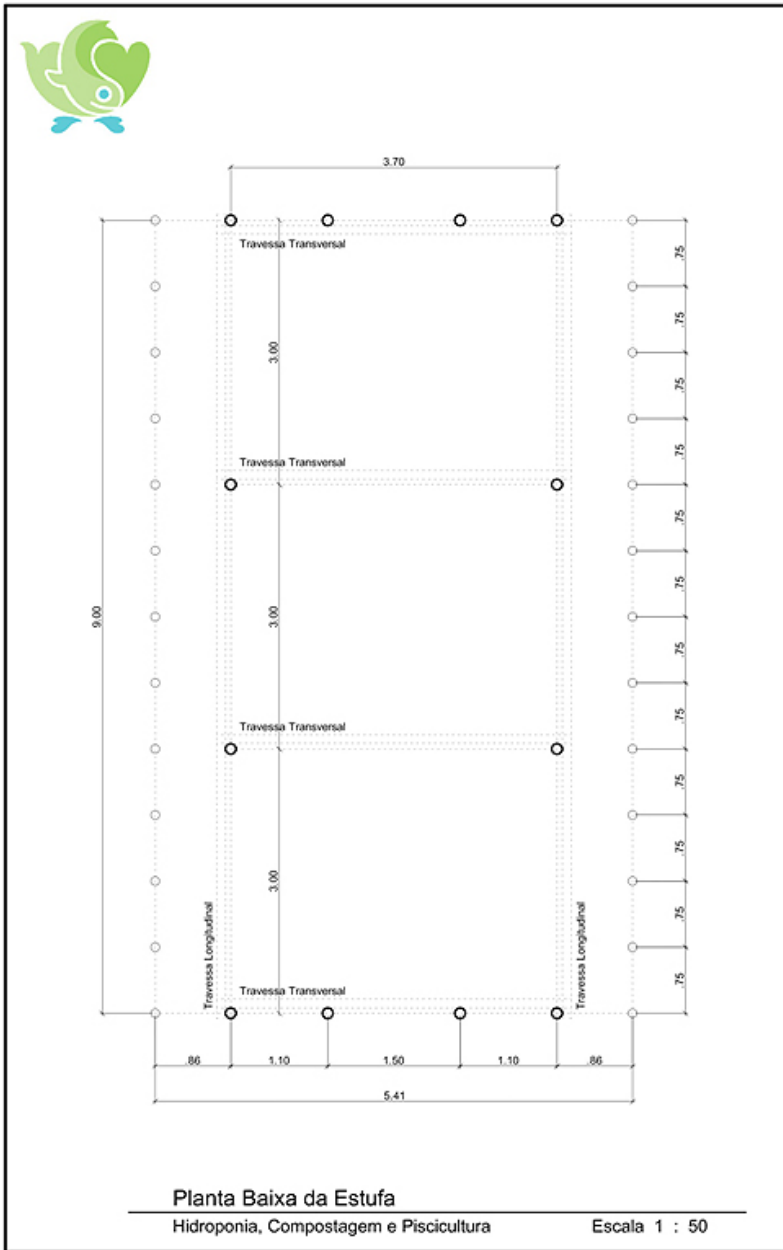 3.70
Travessa Transversal
.75
.75
3.00
.75
.75
Travessa Transversal
.75
.75
9.00
3.00
.75
.75
Travessa Transversal
.75
.75
3.00
.75
.75
Travessa Longitudinal
Travessa Longitudinal
Travessa Transversal
.86
1.10
1.50
1.10
.86
5.41
Planta Baixa da Estufa
Hidroponia, Compostagem e Piscicultura
Escala 1 : 50